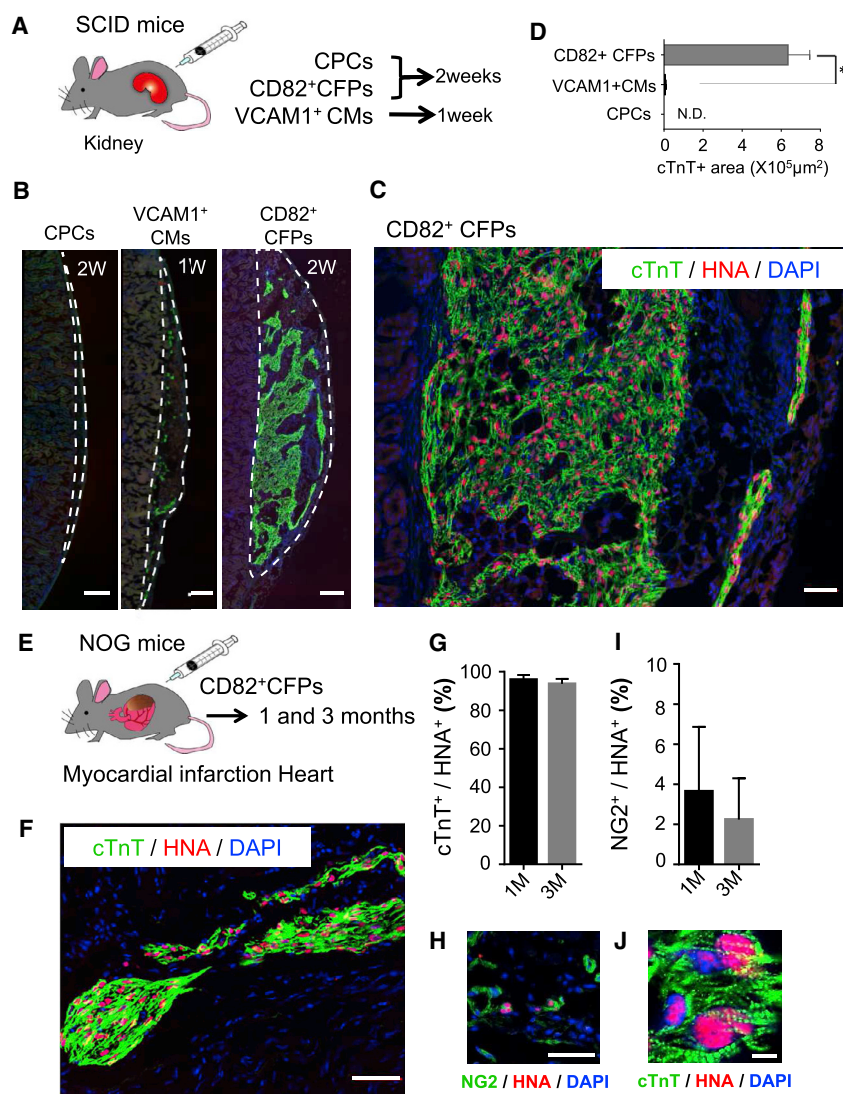 A
SCID mice
Kidney
CPCs
CD82⁺CFPs
VCAM1⁺ CMs
2weeks
1week
D
CD82+ CFPs
VCAM1+CMs
CPCs
N.D.
*
0 2 4 6 8
cTnT+ area (X10⁵μm²)
B
CPCs
VCAM1⁺
CMs
CD82⁺
CFPs
2W
1W
2W
C
CD82⁺ CFPs
cTnT / HNA / DAPI
E
NOG mice
CD82⁺CFPs
1 and 3 months
Myocardial infarction Heart
F
cTnT / HNA / DAPI
G
cTnT⁺ / HNA⁺ (%)
100
80
60
40
20
0
1M 3M
I
NG2⁺ / HNA⁺ (%)
10
8
6
4
2
0
1M 3M
H
NG2 / HNA / DAPI
J
cTnT / HNA / DAPI